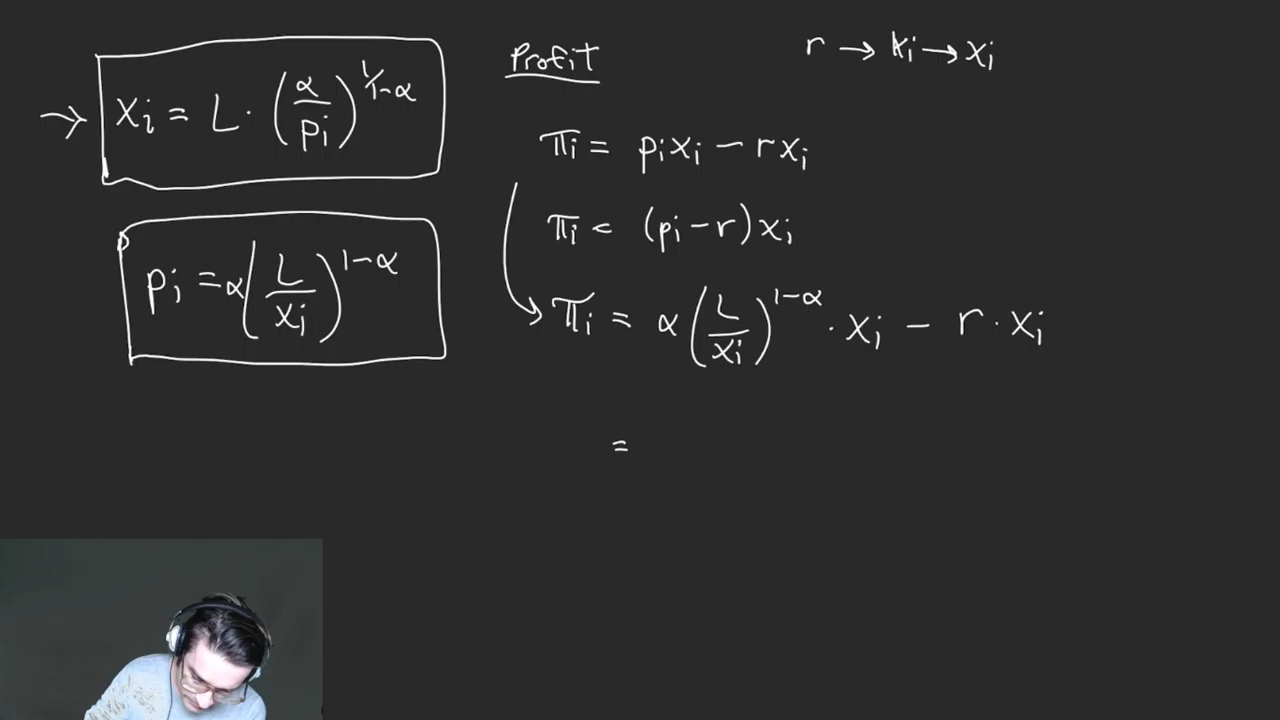 → xᵢ = L · (α/pᵢ)^(1/1-α)
pᵢ = α(L/xᵢ)^(1-α)
Profit
r → kᵢ → xᵢ
πᵢ = pᵢxᵢ - rxᵢ
πᵢ = (pᵢ - r)xᵢ
πᵢ = α(L/xᵢ)^(1-α) · xᵢ - r · xᵢ
=